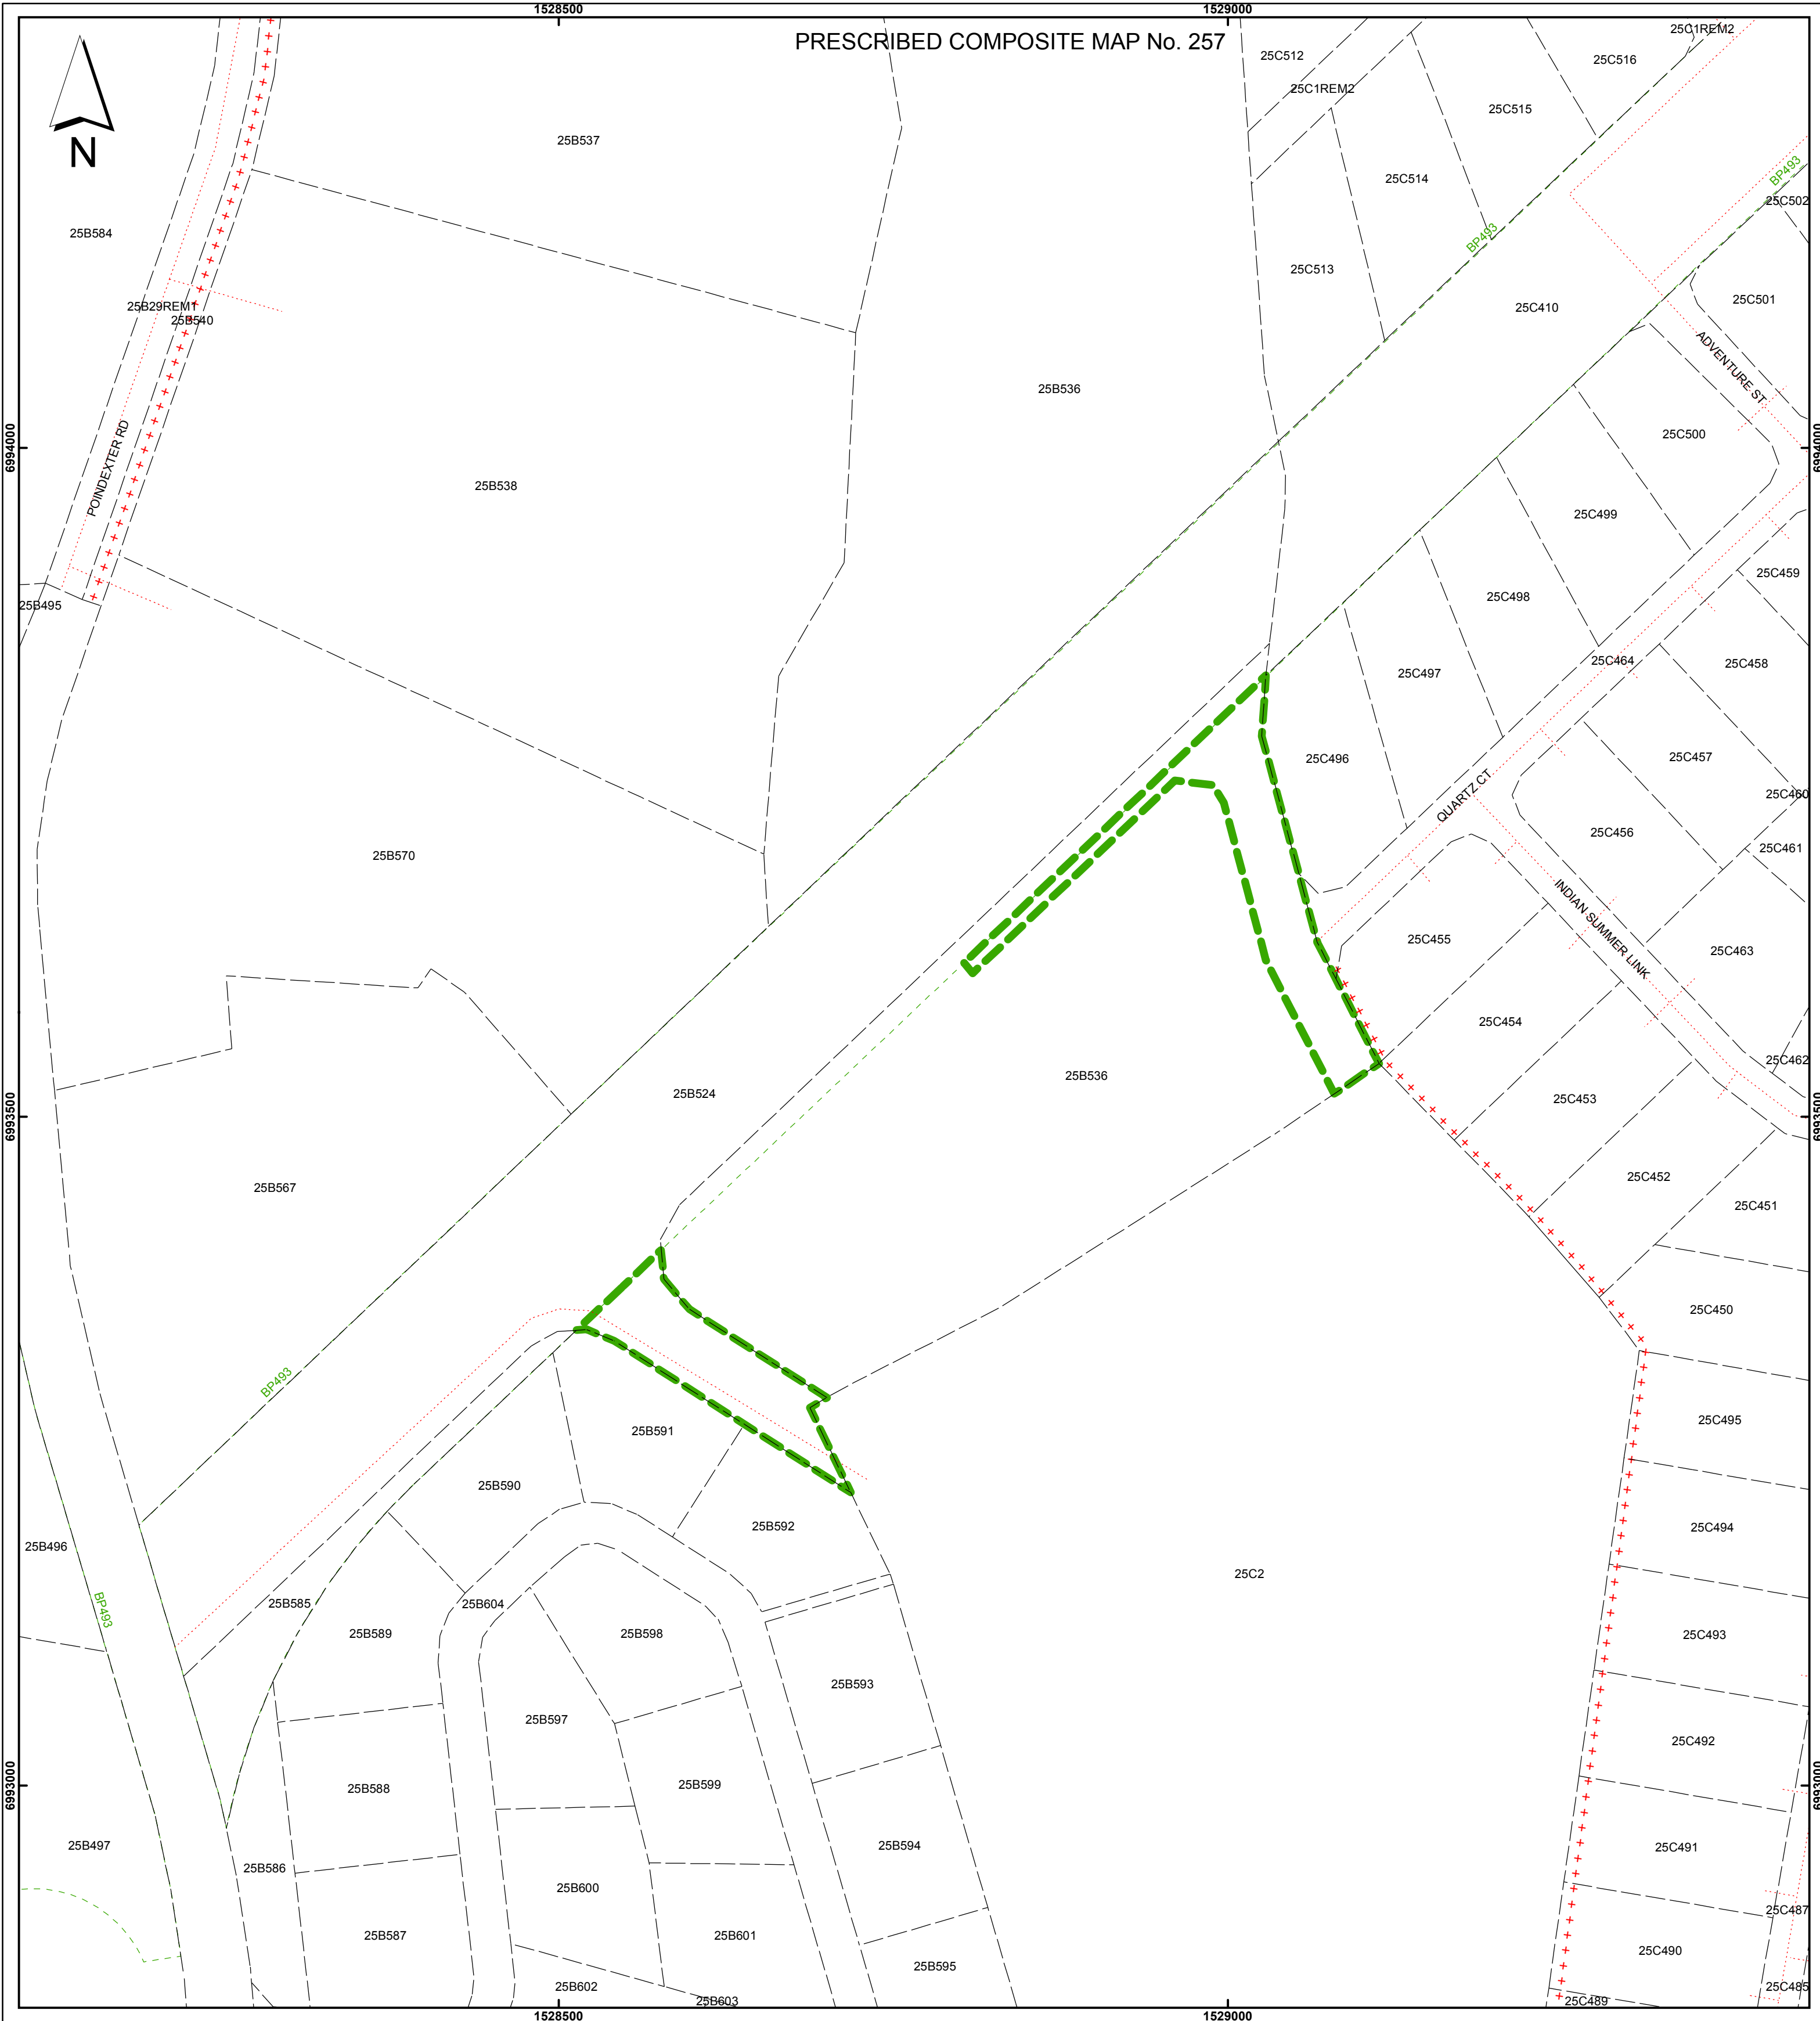 1528500
1529000
PRESCRIBED COMPOSITE MAP No. 257
25C1REM2
25C512
25C516
25C1REM2
25C515
N
25B537
BP493
25C514
25C502
25B584
BP493
25C513
25C501
25B29REM1
25C410
25B540
ADVENTURE ST
25B536
6994000
6994000
25C500
POINDEXTER RD
25B538
25C499
25C459
25B495
25C498
25C464
25C458
25C497
25C496
25C457
QUARTZ CT
25C460
25C456
25C461
25B570
INDIAN SUMMER LINK
25C455
25C463
25C454
25C462
25B536
25B524
25C453
6993500
6993500
25C452
25B567
25C451
25C450
BP493
25C495
25B591
25B590
25C494
25B592
25B496
25C2
BP493
25B585
25B604
25B589
25B598
25C493
25B593
25B597
25C492
25B588
25B599
6993000
6993000
25B497
25B594
25C491
25B586
25B600
25C487
25B587
25B601
25C490
25B595
25B602
25C485
25B603
25C489
1528500
1529000